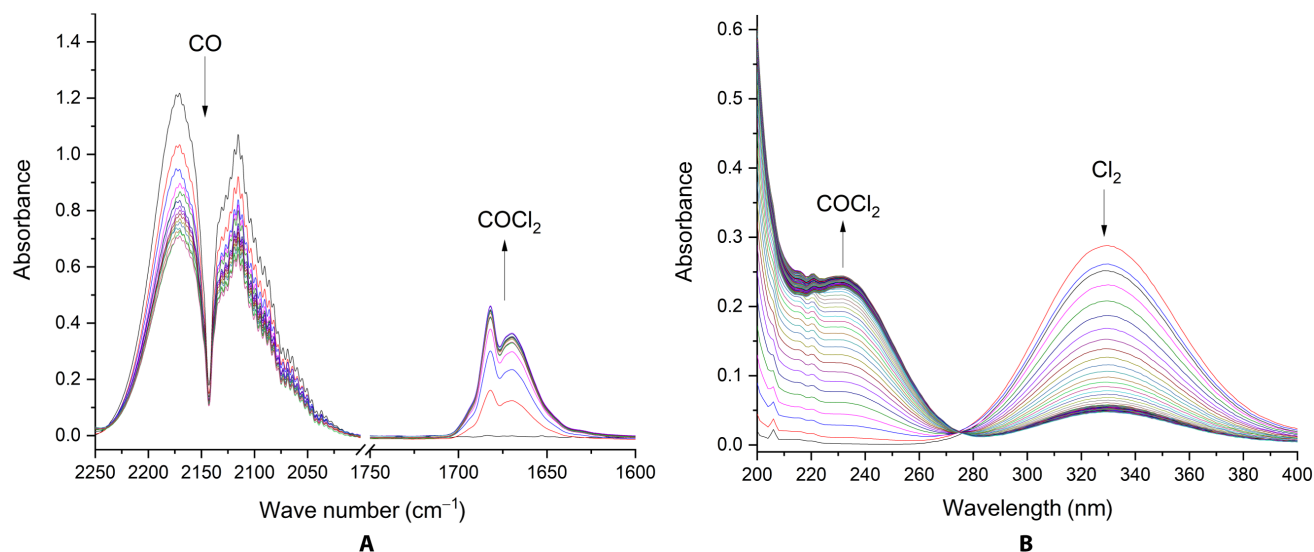 1.4
1.2
1.0
0.8
0.6
0.4
0.2
0.0
Absorbance
CO
COCl₂
2250 2200 2150 2100 2050 1750 1700 1650 1600
Wave number (cm⁻¹)
A
0.6
0.5
0.4
0.3
0.2
0.1
0.0
Absorbance
COCl₂
Cl₂
200 220 240 260 280 300 320 340 360 380 400
Wavelength (nm)
B